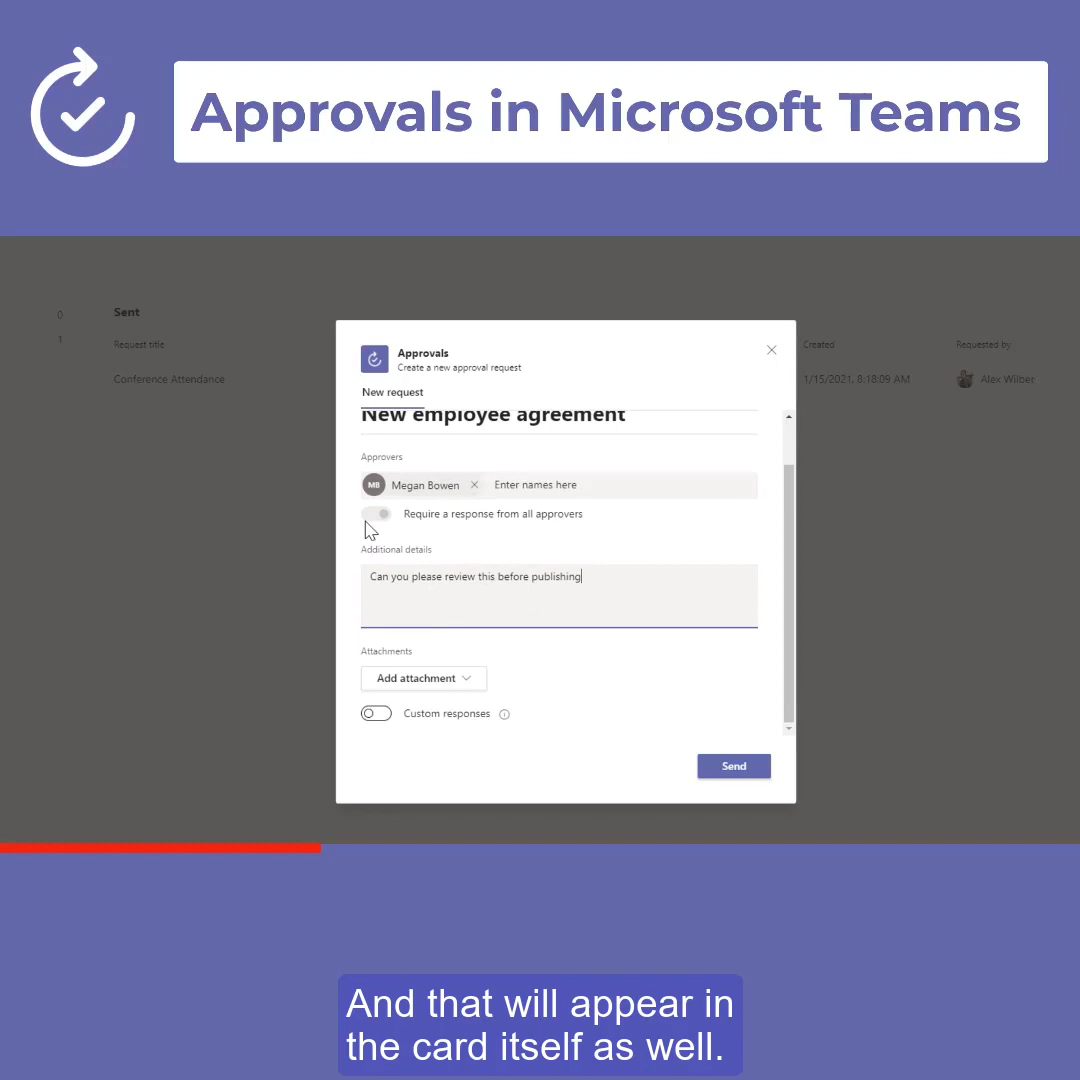 Approvals in Microsoft Teams
0
Sent
1
Request title
Created
Requested by
Conference Attendance
1/15/2021, 8:18:09 AM
Alex Wilber
Approvals
Create a new approval request
New request
New employee agreement
Approvers
MB Megan Bowen Enter names here
Require a response from all approvers
Additional details
Can you please review this before publishing
Attachments
Add attachment
Custom responses
Send
And that will appear in
the card itself as well.